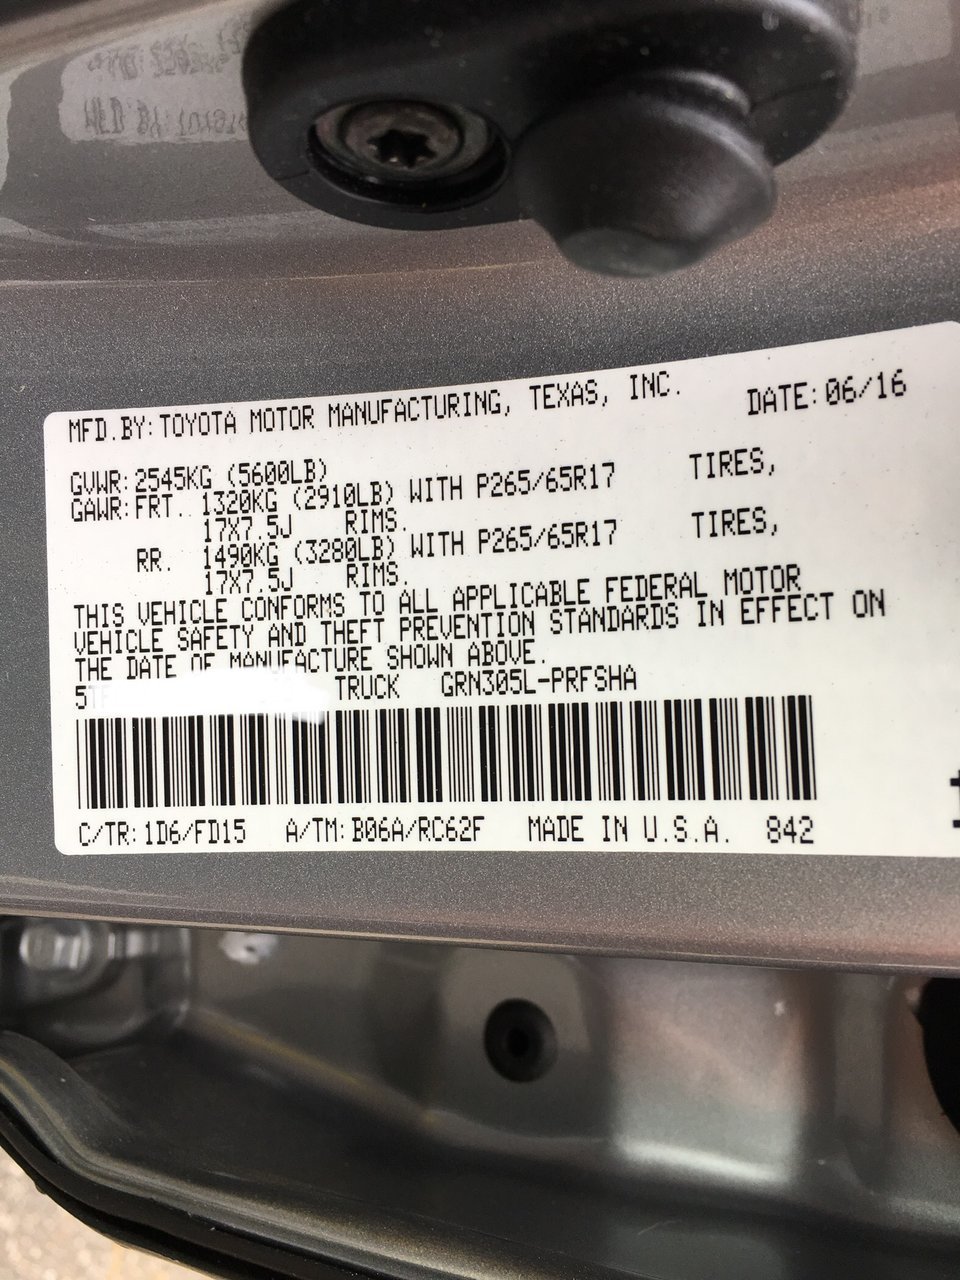 MFD.BY:TOYOTA MOTOR MANUFACTURING, TEXAS, INC. DATE:06/16
GVWR:2545KG (5600LB)
GAWR:FRT. 1320KG (2910LB) WITH P265/65R17 TIRES,
17X7.5J RIMS.
RR. 1490KG (3280LB) WITH P265/65R17 TIRES,
17X7.5J RIMS.
THIS VEHICLE CONFORMS TO ALL APPLICABLE FEDERAL MOTOR
VEHICLE SAFETY AND THEFT PREVENTION STANDARDS IN EFFECT ON
THE DATE OF MANUFACTURE SHOWN ABOVE.
5TF TRUCK GRN305L-PRFSHA
C/TR:1D6/FD15 A/TM:B06A/RC62F MADE IN U.S.A. 842